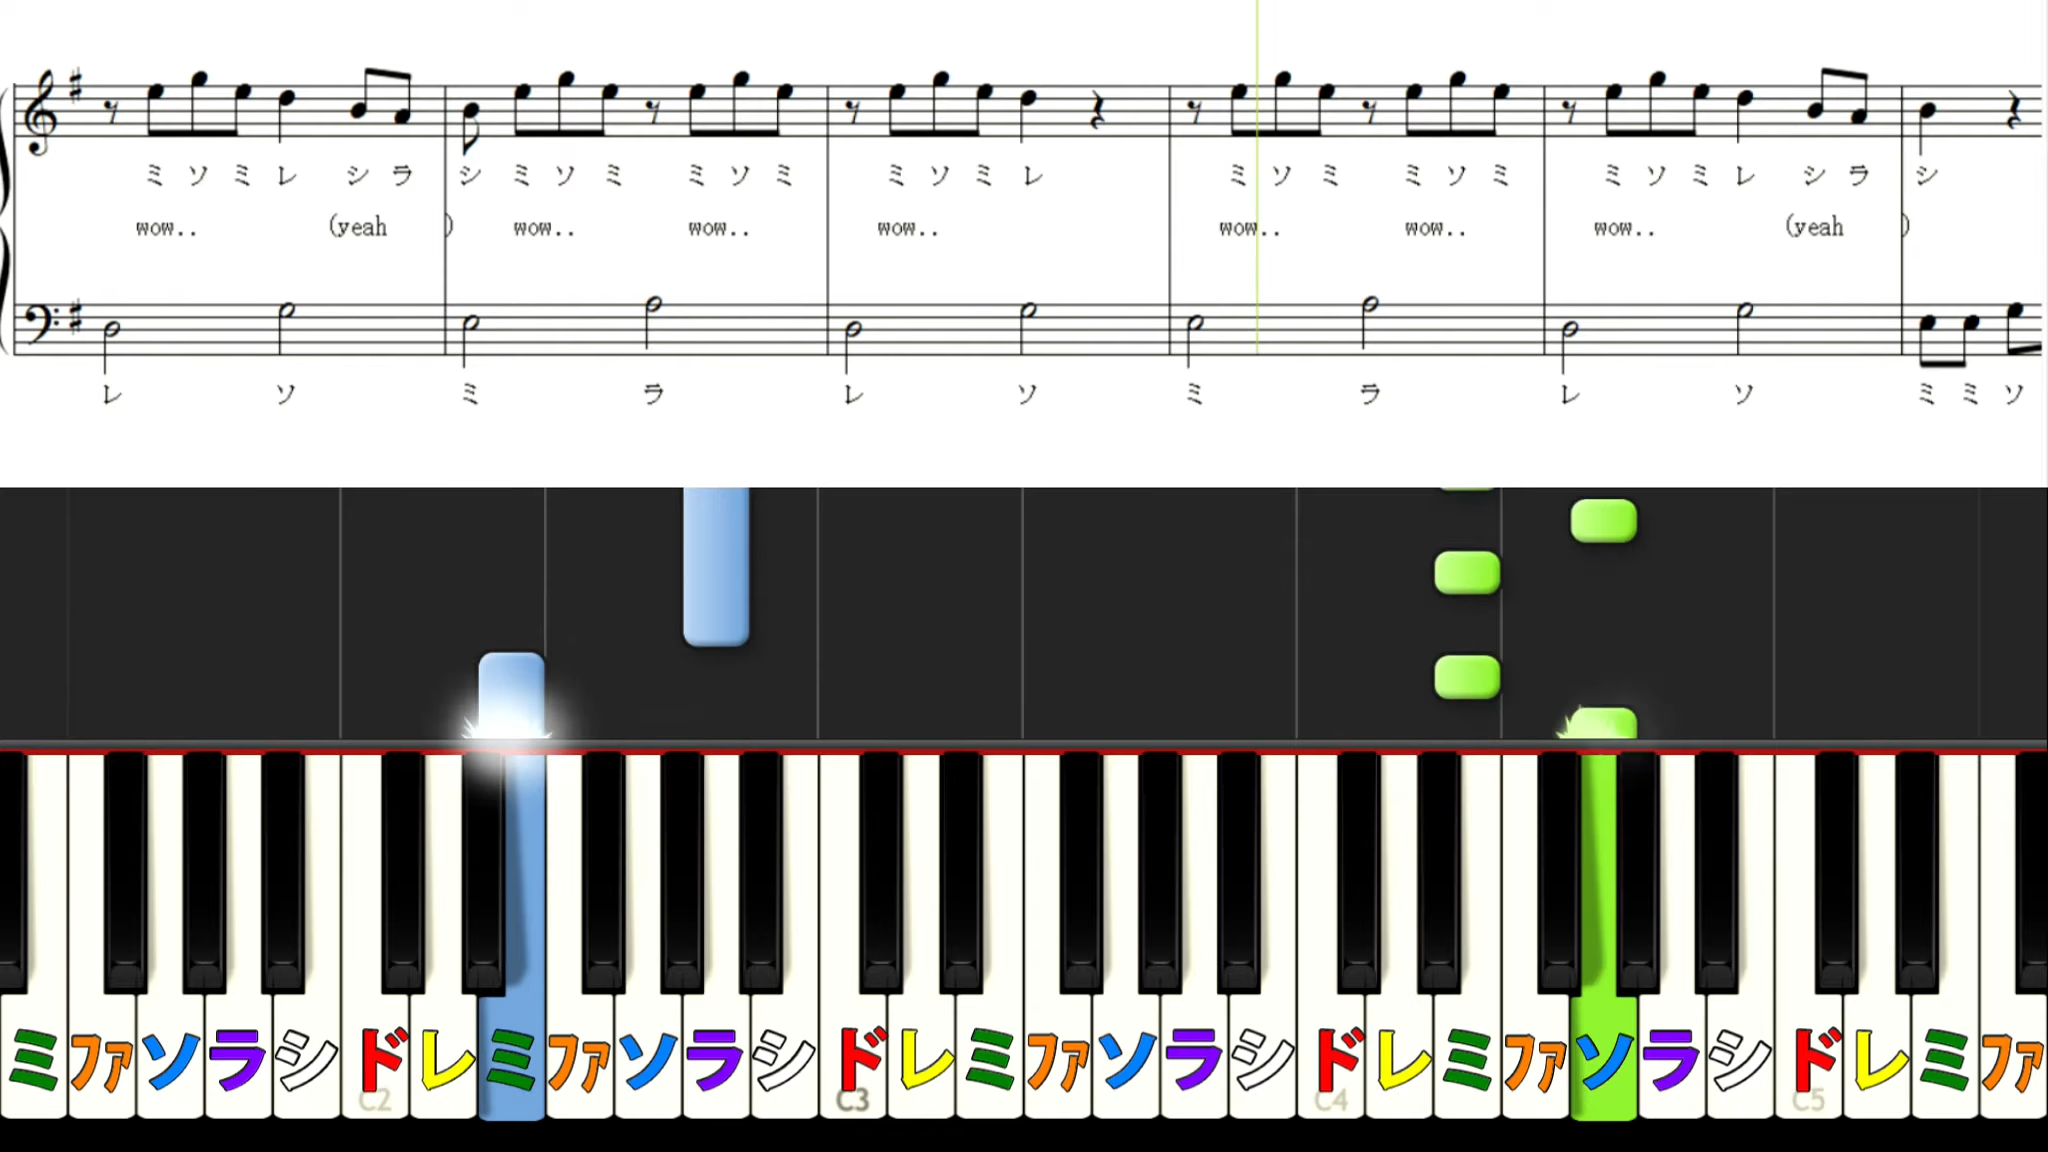 ミ ソ ミ レ シ ラ シ ミ ソ ミ ミ ソ ミ ミ ソ ミ レ ミ ソ ミ ミ ソ ミ ミ ソ ミ レ シ ラ シ
wow.. (yeah ) wow.. wow.. wow.. wow.. wow.. wow.. (yeah )
レ ソ ミ ラ レ ソ ミ ラ レ ソ ミ ミ ソ
ミ ファ ソ ラ シ ド レ ミ ファ ソ ラ シ ド レ ミ ファ ソ ラ シ ド レ ミ ファ ソ ラ シ ド レ ミ ファ
C2 C3 C4 C5